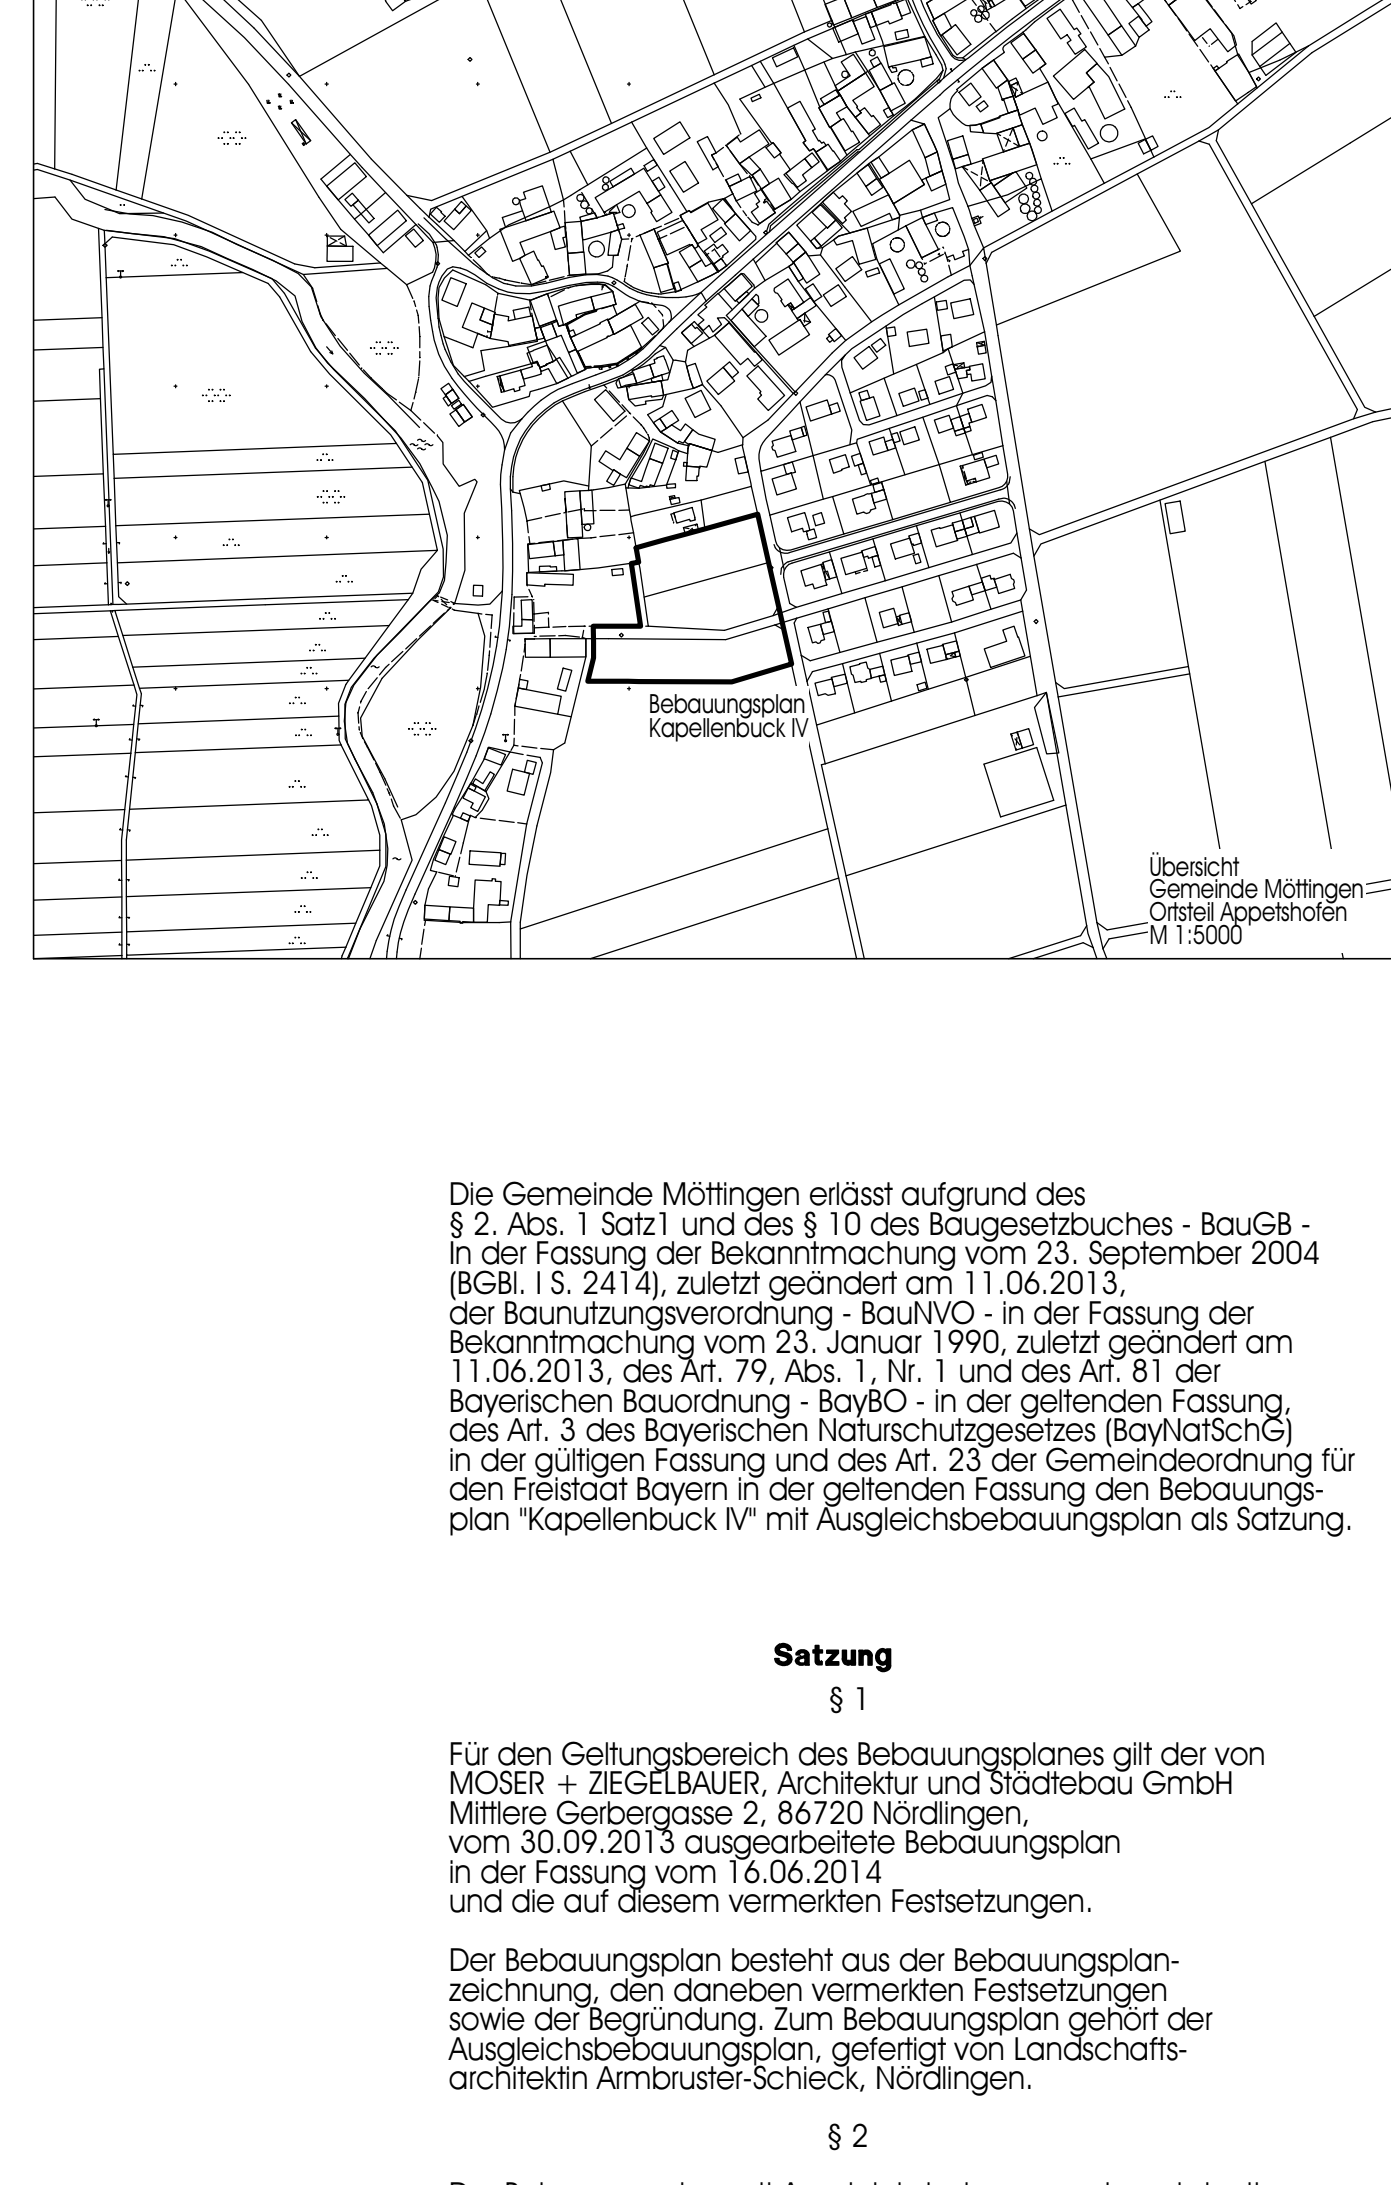 Bebauungsplan
Kapellenbuck IV
Übersicht
Gemeinde Möttingen
Ortsteil Appetshofen
M 1:5000
Die Gemeinde Möttingen erlässt aufgrund des
§ 2. Abs. 1 Satz1 und des § 10 des Baugesetzbuches - BauGB -
In der Fassung der Bekanntmachung vom 23. September 2004
(BGBl. I S. 2414), zuletzt geändert am 11.06.2013,
der Baunutzungsverordnung - BauNVO - in der Fassung der
Bekanntmachung vom 23. Januar 1990, zuletzt geändert am
11.06.2013, des Art. 79, Abs. 1, Nr. 1 und des Art. 81 der
Bayerischen Bauordnung - BayBO - in der geltenden Fassung,
des Art. 3 des Bayerischen Naturschutzgesetzes (BayNatSchG)
in der gültigen Fassung und des Art. 23 der Gemeindeordnung für
den Freistaat Bayern in der geltenden Fassung den Bebauungs-
plan "Kapellenbuck IV" mit Ausgleichsbebauungsplan als Satzung.
Satzung
§ 1
Für den Geltungsbereich des Bebauungsplanes gilt der von
MOSER + ZIEGELBAUER, Architektur und Städtebau GmbH
Mittlere Gerbergasse 2, 86720 Nördlingen,
vom 30.09.2013 ausgearbeitete Bebauungsplan
in der Fassung vom 16.06.2014
und die auf diesem vermerkten Festsetzungen.
Der Bebauungsplan besteht aus der Bebauungsplan-
zeichnung, den daneben vermerkten Festsetzungen
sowie der Begründung. Zum Bebauungsplan gehört der
Ausgleichsbebauungsplan, gefertigt von Landschafts-
architektin Armbruster-Schieck, Nördlingen.
§ 2